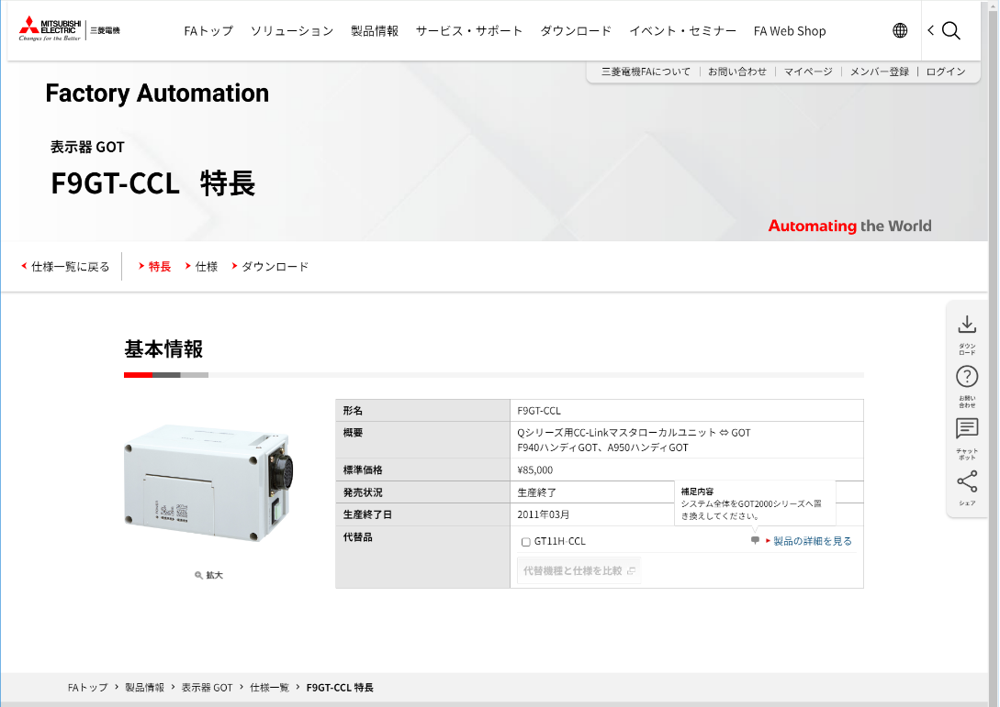 MITSUBISHI
ELECTRIC
Changes for the Better
三菱電機
FAトップ ソリューション 製品情報 サービス・サポート ダウンロード イベント・セミナー FA Web Shop
三菱電機FAについて お問い合わせ マイページ メンバー登録 ログイン
Factory Automation
表示器 GOT
F9GT-CCL 特長
Automating the World
仕様一覧に戻る 特長 仕様 ダウンロード
ダウン
ロード
お問い
合わせ
チャット
ボット
シェア
基本情報
形名 F9GT-CCL
概要 Qシリーズ用CC-Linkマスタローカルユニット ⇔ GOT
F940ハンディGOT、A950ハンディGOT
標準価格 ¥85,000
発売状況 生産終了
生産終了日 2011年03月
補足内容
システム全体をGOT2000シリーズへ置
き換えしてください。
代替品 GT11H-CCL 製品の詳細を見る
代替機種と仕様を比較
拡大
FAトップ › 製品情報 › 表示器 GOT › 仕様一覧 › F9GT-CCL 特長